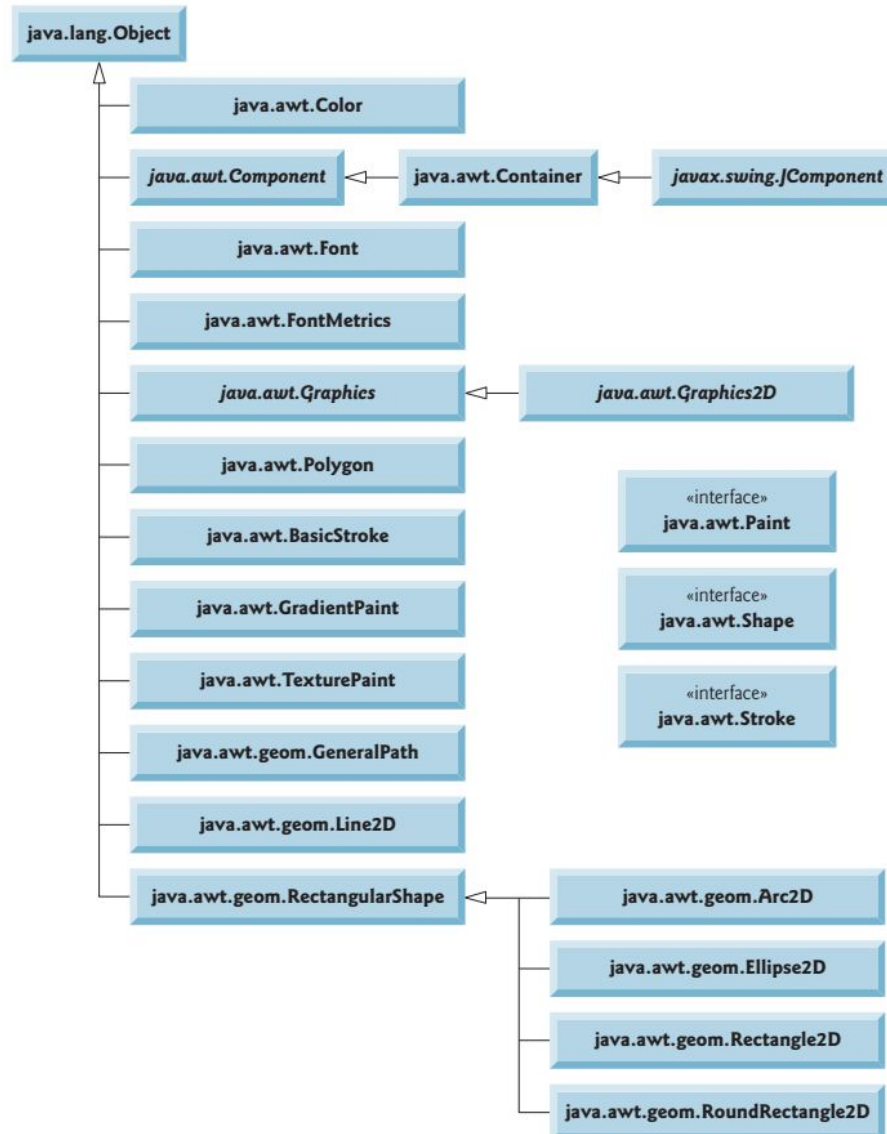 java.lang.Object
java.awt.Color
java.awt.Component
java.awt.Container
javax.swing.JComponent
java.awt.Font
java.awt.FontMetrics
java.awt.Graphics
java.awt.Graphics2D
java.awt.Polygon
«interface»
java.awt.Paint
java.awt.BasicStroke
java.awt.GradientPaint
«interface»
java.awt.Shape
java.awt.TexturePaint
«interface»
java.awt.Stroke
java.awt.geom.GeneralPath
java.awt.geom.Line2D
java.awt.geom.RectangularShape
java.awt.geom.Arc2D
java.awt.geom.Ellipse2D
java.awt.geom.Rectangle2D
java.awt.geom.RoundRectangle2D